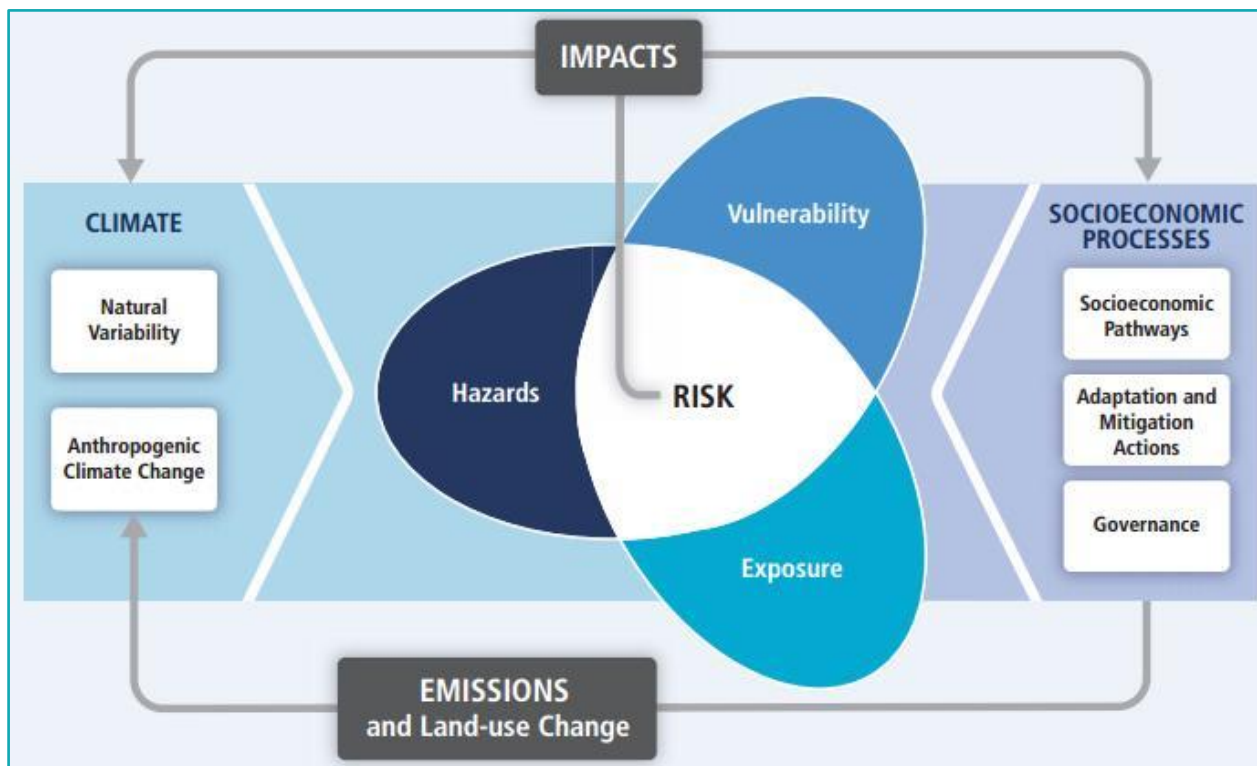 IMPACTS
CLIMATE
Natural
Variability
Anthropogenic
Climate Change
Vulnerability
Hazards
RISK
Exposure
SOCIOECONOMIC
PROCESSES
Socioeconomic
Pathways
Adaptation and
Mitigation
Actions
Governance
EMISSIONS
and Land-use Change